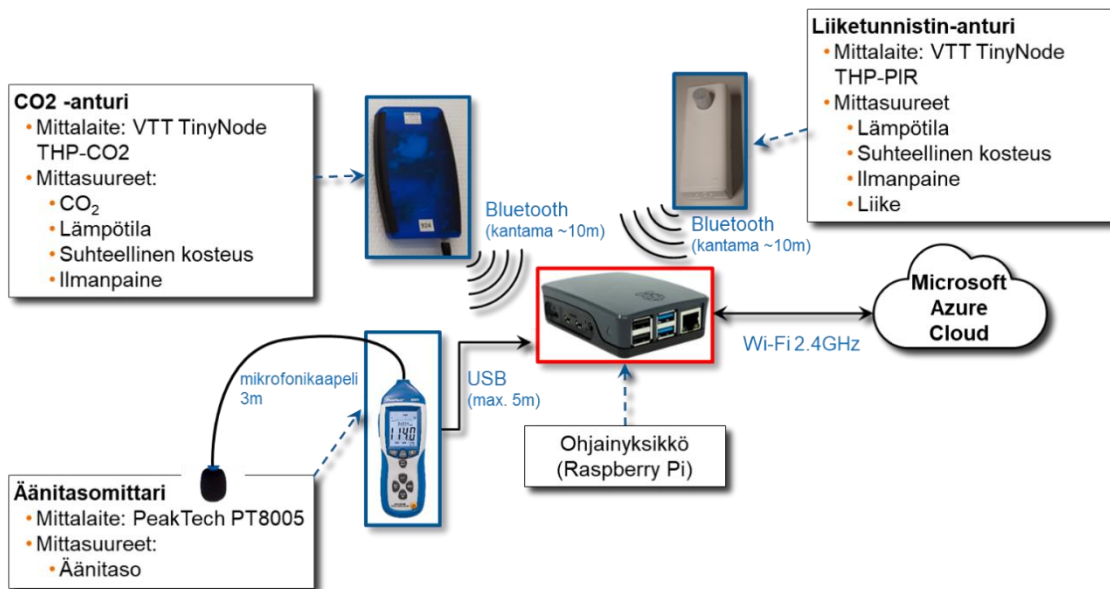 CO2 -anturi
• Mittalaite: VTT TinyNode
THP-CO2
• Mittasuureet:
• CO₂
• Lämpötila
• Suhteellinen kosteus
• Ilmanpaine
Bluetooth
(kantama ~10m)
Liiketunnistin-anturi
• Mittalaite: VTT TinyNode
THP-PIR
• Mittasuureet
• Lämpötila
• Suhteellinen kosteus
• Ilmanpaine
• Liike
Bluetooth
(kantama ~10m)
Microsoft
Azure
Cloud
Wi-Fi 2.4GHz
mikrofonikaapeli
3m
USB
(max. 5m)
Ohjainyksikkö
(Raspberry Pi)
Äänitasomittari
• Mittalaite: PeakTech PT8005
• Mittasuureet:
• Äänitaso